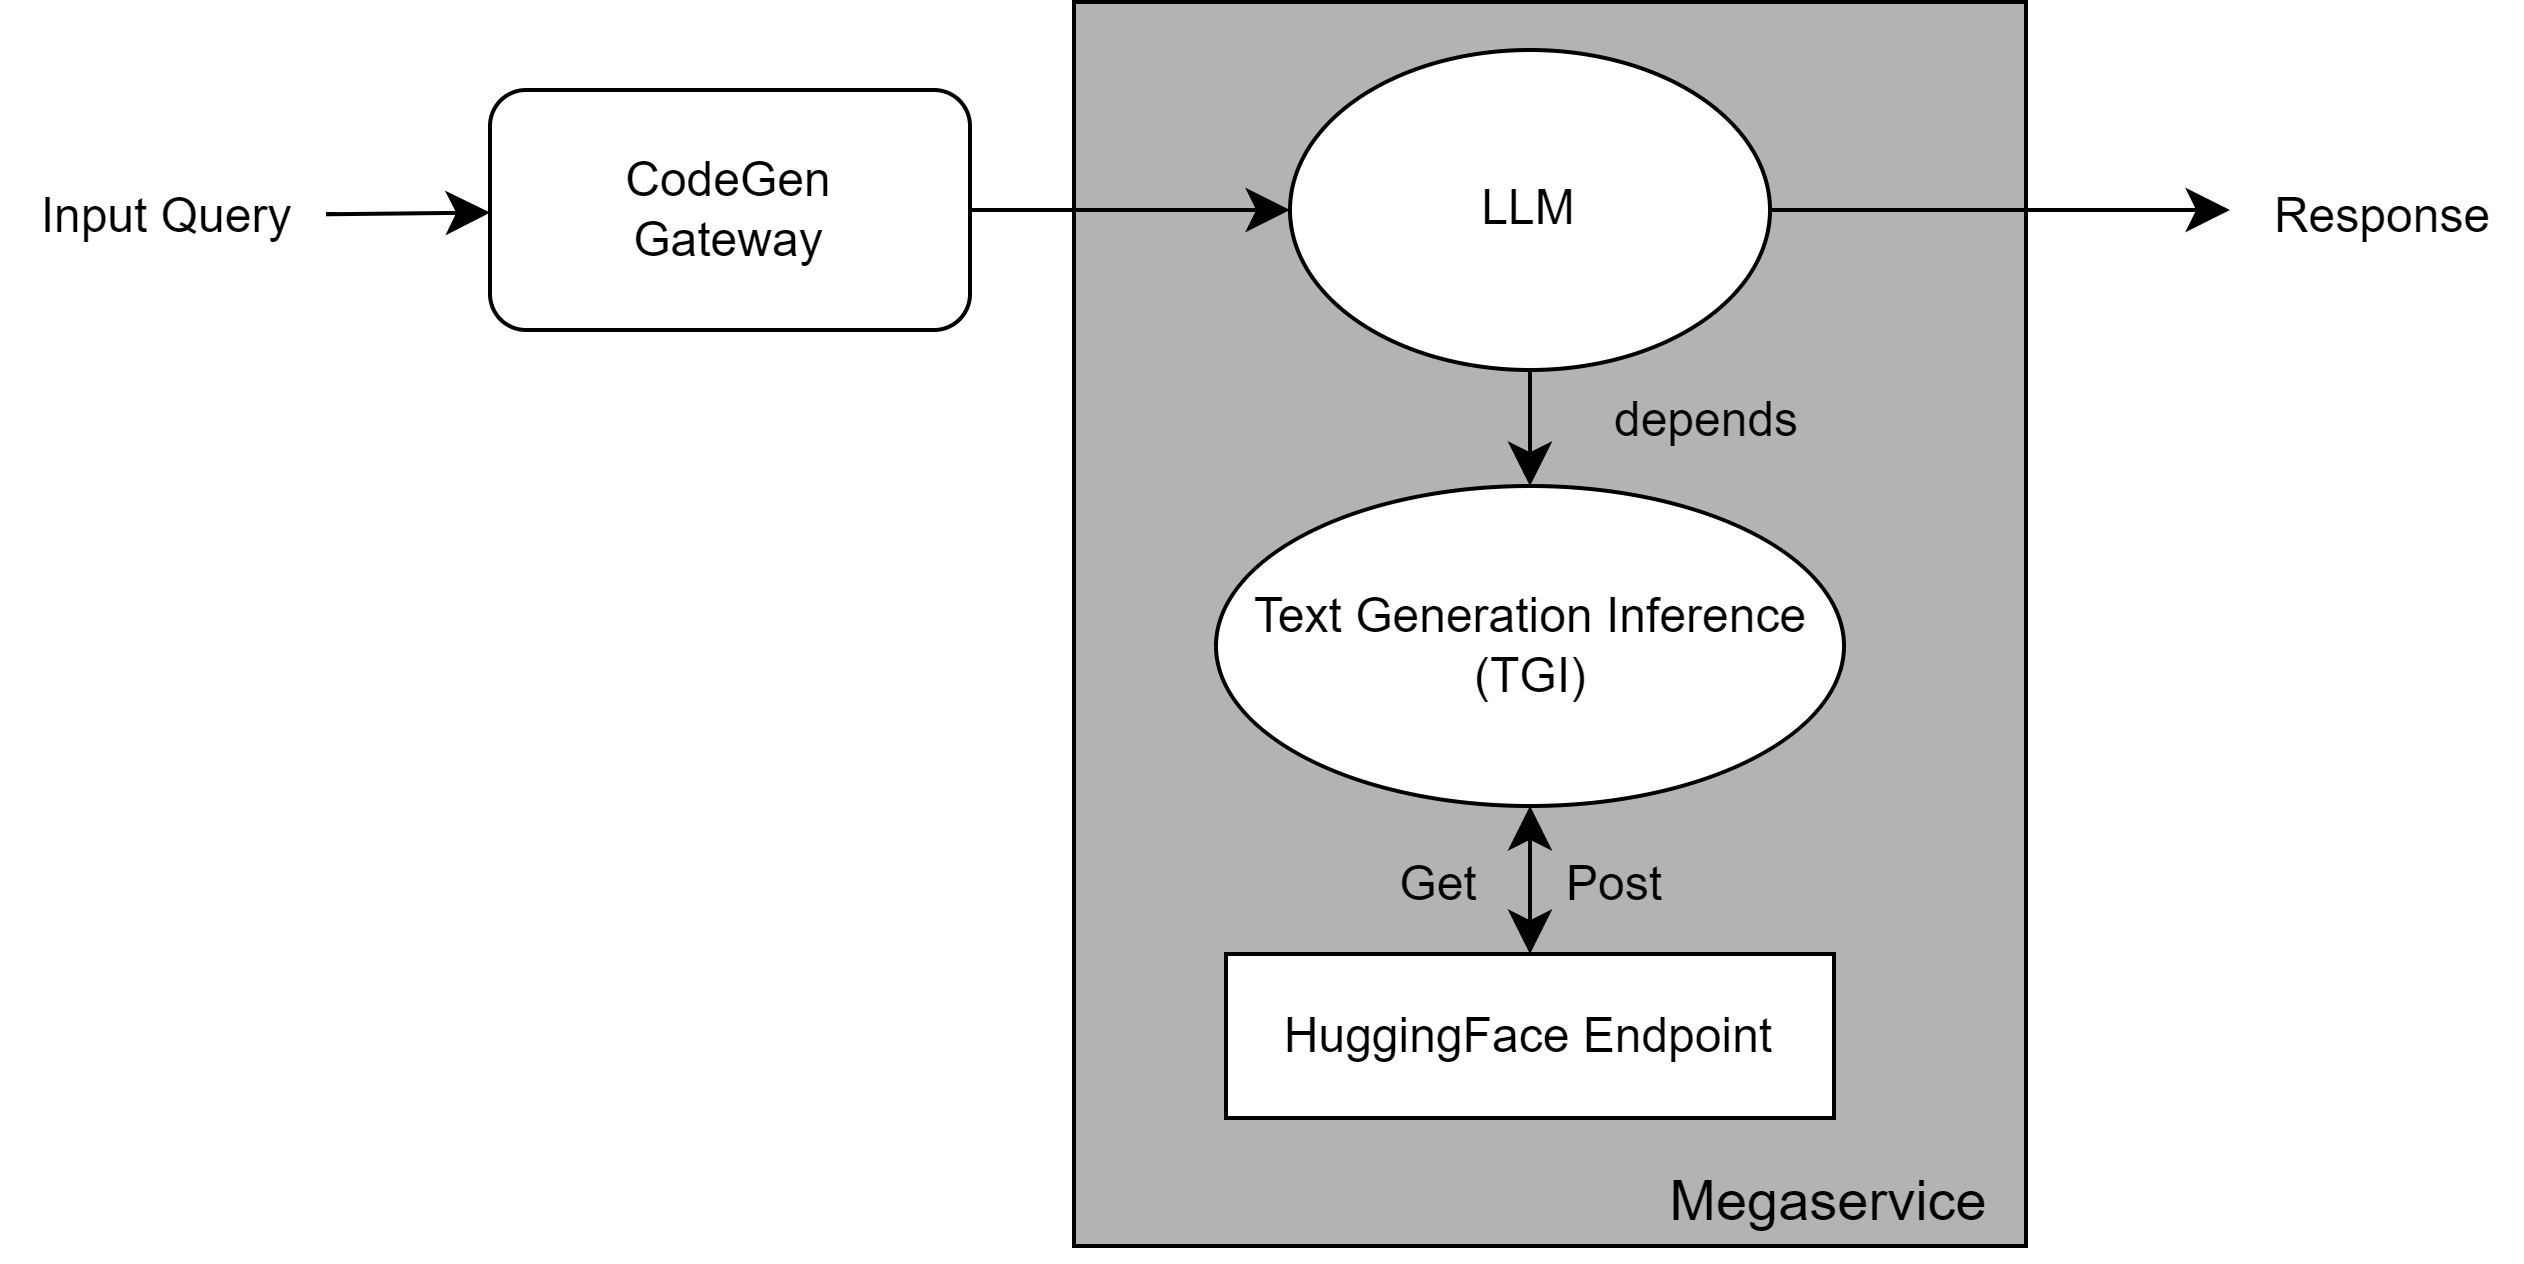 Input Query
CodeGen
Gateway
LLM
Response
depends
Text Generation Inference
(TGI)
Get
Post
HuggingFace Endpoint
Megaservice